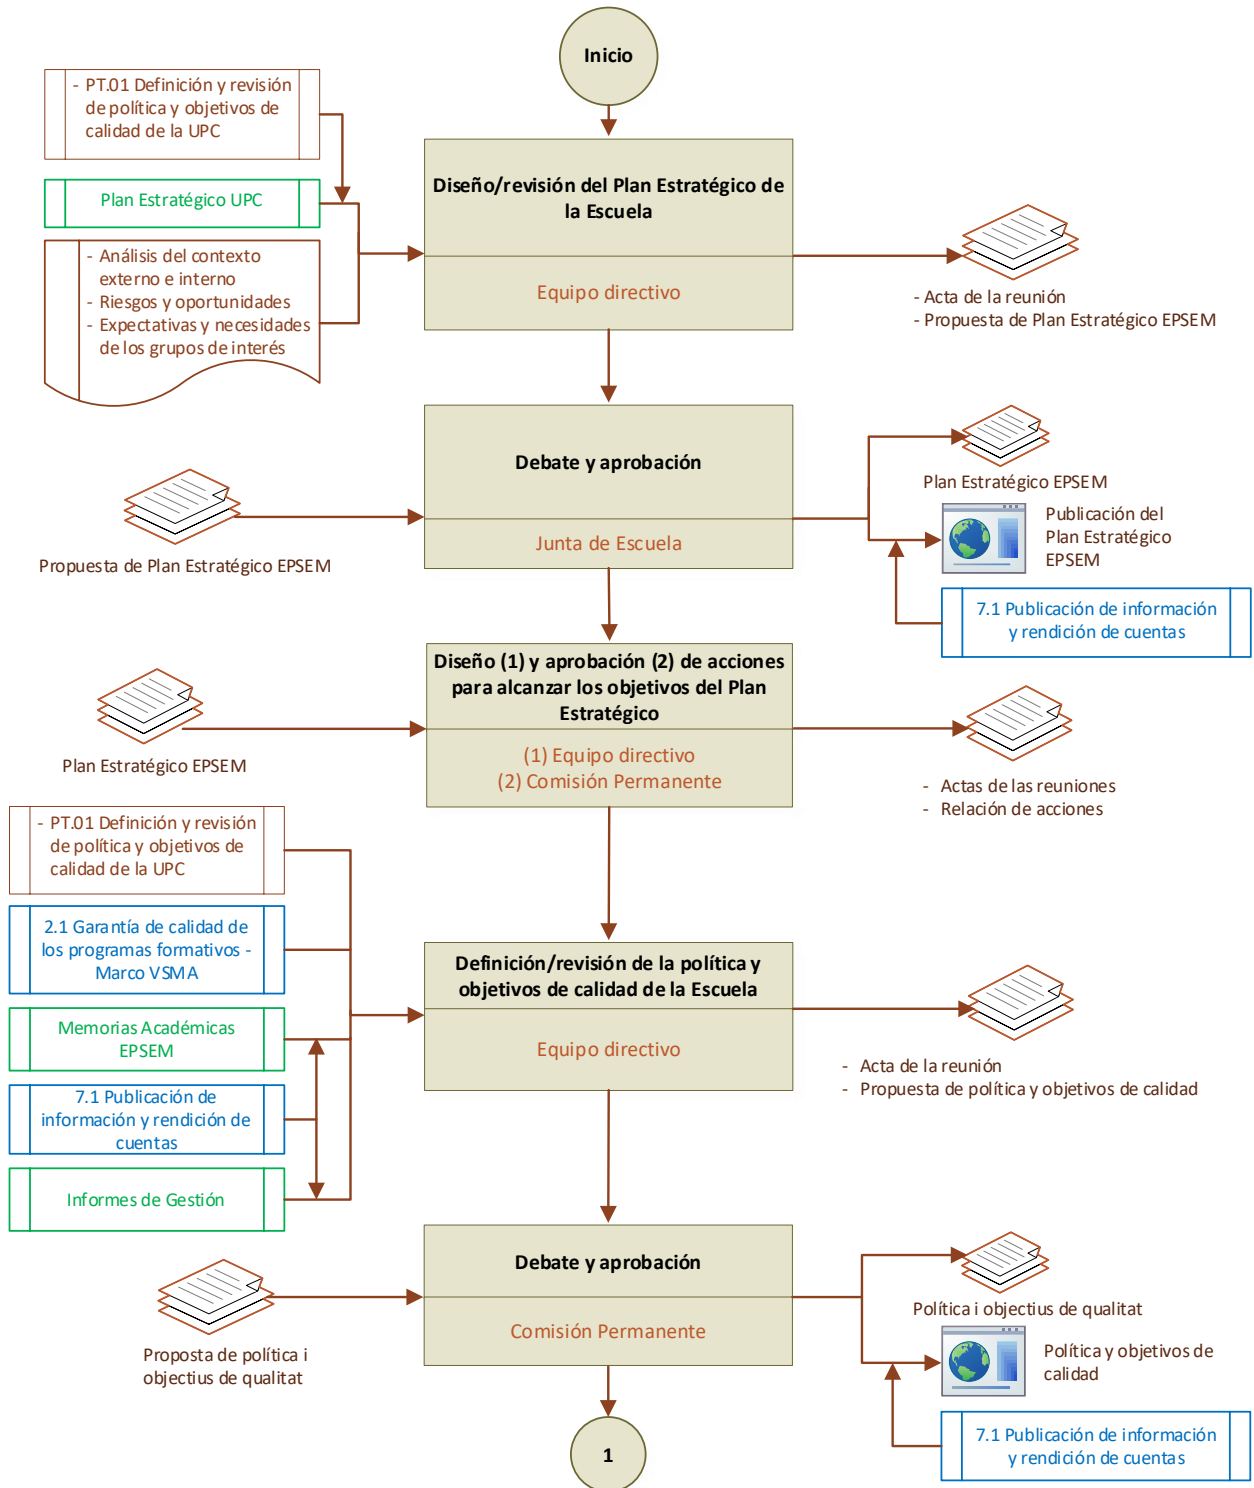 Inicio
- PT.01 Definición y revisión
de política y objetivos de
calidad de la UPC
Plan Estratégico UPC
- Análisis del contexto
externo e interno
- Riesgos y oportunidades
- Expectativas y necesidades
de los grupos de interés
Diseño/revisión del Plan Estratégico de
la Escuela
Equipo directivo
- Acta de la reunión
- Propuesta de Plan Estratégico EPSEM
Propuesta de Plan Estratégico EPSEM
Debate y aprobación
Junta de Escuela
Plan Estratégico EPSEM
Publicación del
Plan Estratégico
EPSEM
7.1 Publicación de información
y rendición de cuentas
Plan Estratégico EPSEM
Diseño (1) y aprobación (2) de acciones
para alcanzar los objetivos del Plan
Estratégico
(1) Equipo directivo
(2) Comisión Permanente
- Actas de las reuniones
- Relación de acciones
- PT.01 Definición y revisión
de política y objetivos de
calidad de la UPC
2.1 Garantía de calidad de
los programas formativos -
Marco VSMA
Memorias Académicas
EPSEM
7.1 Publicación de
información y rendición de
cuentas
Informes de Gestión
Definición/revisión de la política y
objetivos de calidad de la Escuela
Equipo directivo
- Acta de la reunión
- Propuesta de política y objetivos de calidad
Proposta de política i
objectius de qualitat
Debate y aprobación
Comisión Permanente
Política i objectius de qualitat
Política y objetivos de
calidad
7.1 Publicación de información
y rendición de cuentas
1